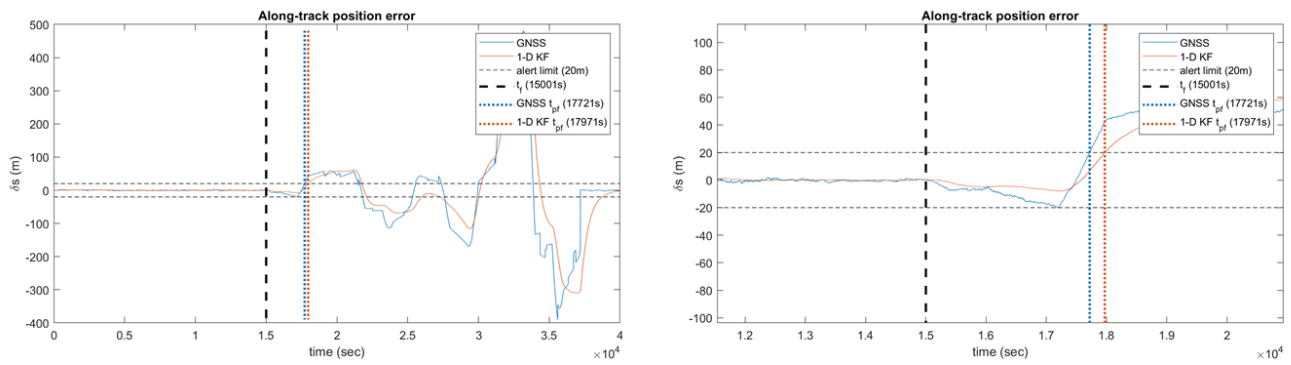 Along-track position error
500
400
300
200
100
0
-100
-200
-300
-400
δs (m)
0 0.5 1 1.5 2 2.5 3 3.5 4
time (sec)
×10^4
GNSS
1-D KF
alert limit (20m)
t_f (15001s)
GNSS t_pf (17721s)
1-D KF t_pf (17971s)
Along-track position error
100
80
60
40
20
0
-20
-40
-60
-80
-100
δs (m)
1.2 1.3 1.4 1.5 1.6 1.7 1.8 1.9 2
time (sec)
×10^4
GNSS
1-D KF
alert limit (20m)
t_f (15001s)
GNSS t_pf (17721s)
1-D KF t_pf (17971s)